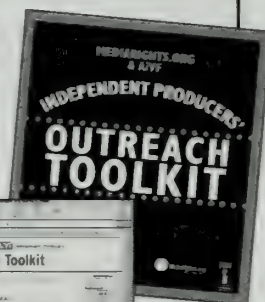 MEDIARIGHTS.ORG
& AIVF
INDEPENDENT PRODUCERS'
OUTREACH
TOOLKIT
Toolkit